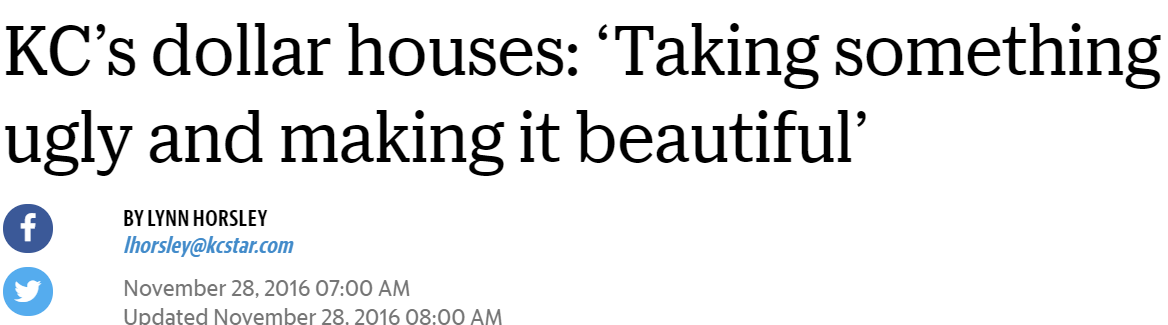 KC’s dollar houses: ‘Taking something
ugly and making it beautiful’
BY LYNN HORSLEY
lhorsley@kcstar.com
November 28, 2016 07:00 AM
Updated November 28, 2016 08:00 AM